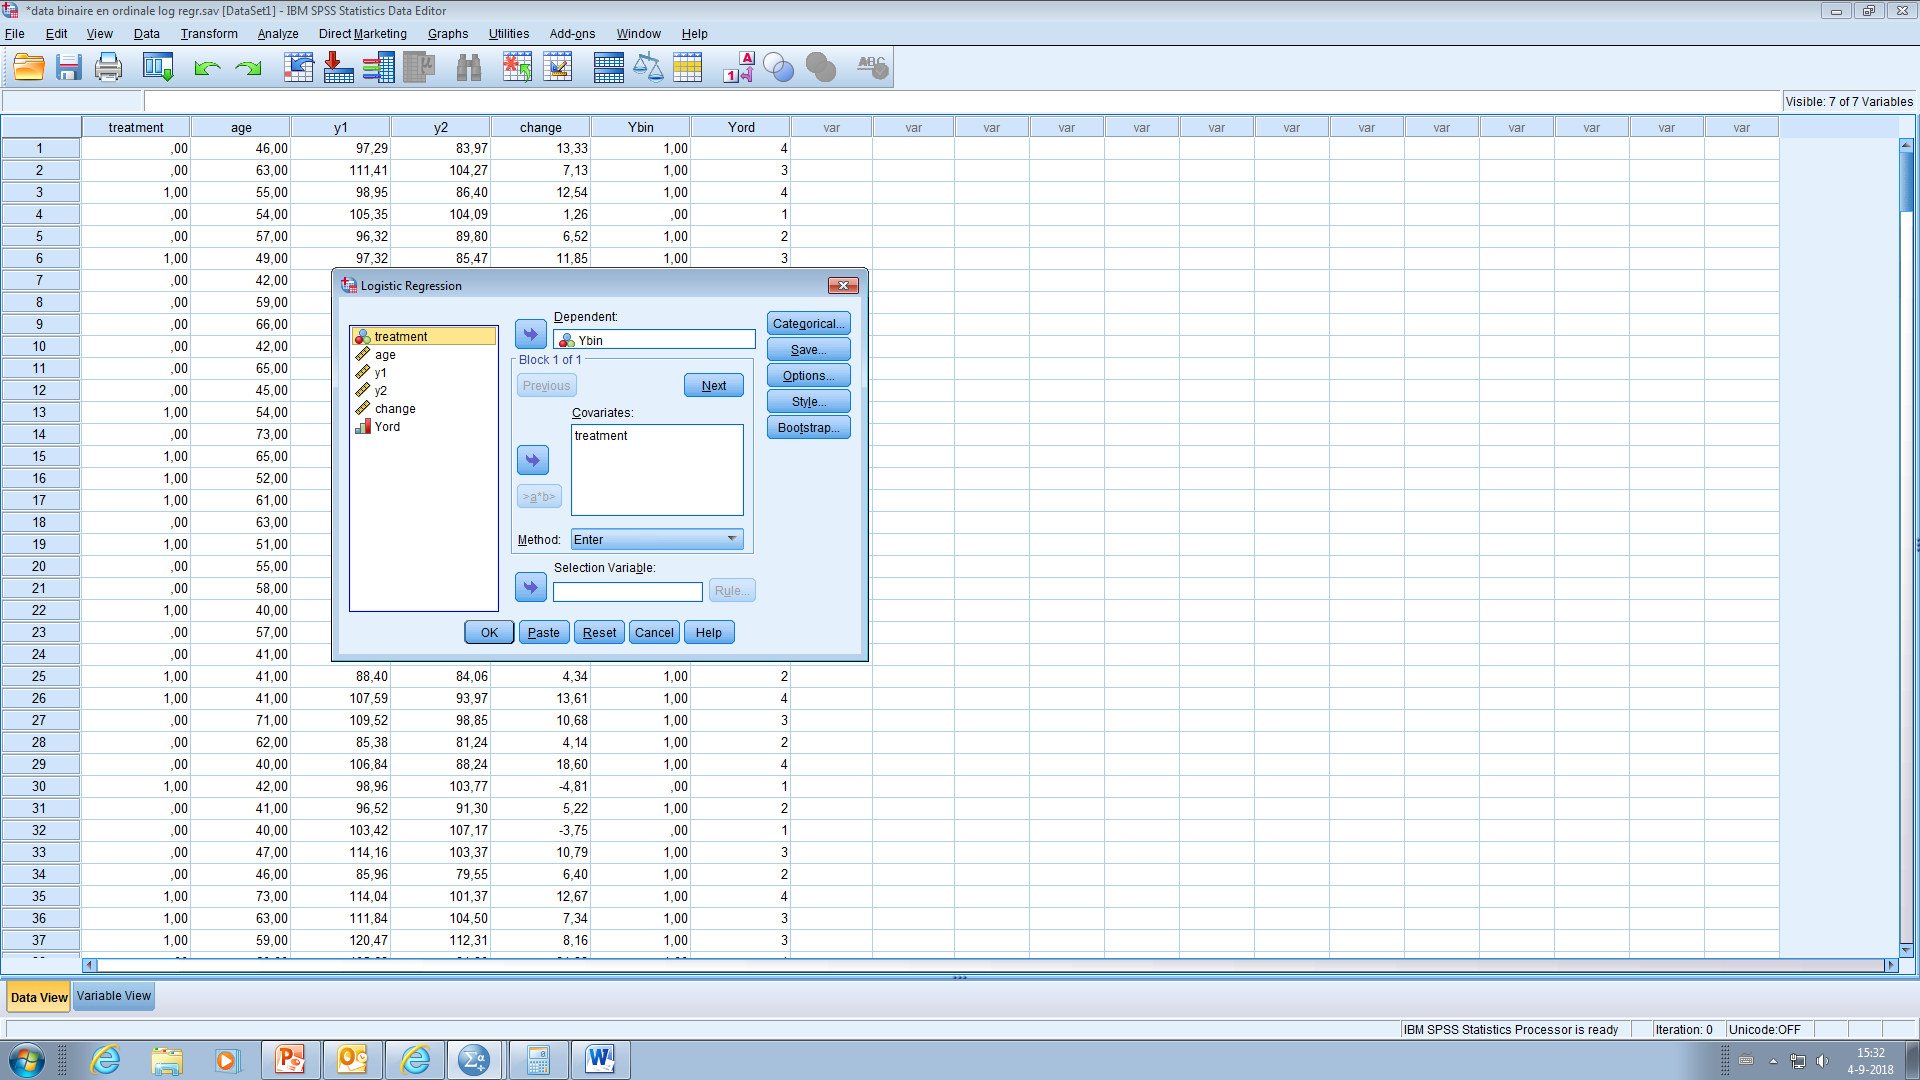 *data binaire en ordinale log regr.sav [DataSet1] - IBM SPSS Statistics Data Editor
File Edit View Data Transform Analyze Direct Marketing Graphs Utilities Add-ons Window Help
Visible: 7 of 7 Variables
treatment age y1 y2 change Ybin Yord var var var var var var var var var var var var var
1 ,00 46,00 97,29 83,97 13,33 1,00 4
2 ,00 63,00 111,41 104,27 7,13 1,00 3
3 1,00 55,00 98,95 86,40 12,54 1,00 4
4 ,00 54,00 105,35 104,09 1,26 ,00 1
5 ,00 57,00 96,32 89,80 6,52 1,00 2
6 1,00 49,00 97,32 85,47 11,85 1,00 3
7 ,00 42,00
8 ,00 59,00
9 ,00 66,00
10 ,00 42,00
11 ,00 65,00
12 ,00 45,00
13 1,00 54,00
14 ,00 73,00
15 1,00 65,00
16 1,00 52,00
17 1,00 61,00
18 ,00 63,00
19 1,00 51,00
20 ,00 55,00
21 ,00 58,00
22 1,00 40,00
23 ,00 57,00
24 ,00 41,00
25 1,00 41,00 88,40 84,06 4,34 1,00 2
26 1,00 41,00 107,59 93,97 13,61 1,00 4
27 ,00 71,00 109,52 98,85 10,68 1,00 3
28 ,00 62,00 85,38 81,24 4,14 1,00 2
29 ,00 40,00 106,84 88,24 18,60 1,00 4
30 1,00 42,00 98,96 103,77 -4,81 ,00 1
31 ,00 41,00 96,52 91,30 5,22 1,00 2
32 ,00 40,00 103,42 107,17 -3,75 ,00 1
33 ,00 47,00 114,16 103,37 10,79 1,00 3
34 ,00 46,00 85,96 79,55 6,40 1,00 2
35 1,00 73,00 114,04 101,37 12,67 1,00 4
36 1,00 63,00 111,84 104,50 7,34 1,00 3
37 1,00 59,00 120,47 112,31 8,16 1,00 3
Logistic Regression
treatment
age
y1
y2
change
Yord
Dependent:
Ybin
Block 1 of 1
Previous Next
Covariates:
treatment
>a*b>
Method: Enter
Selection Variable:
Rule...
Categorical...
Save...
Options...
Style...
Bootstrap...
OK Paste Reset Cancel Help
Data View Variable View
IBM SPSS Statistics Processor is ready Iteration: 0 Unicode:OFF
15:32
4-9-2018